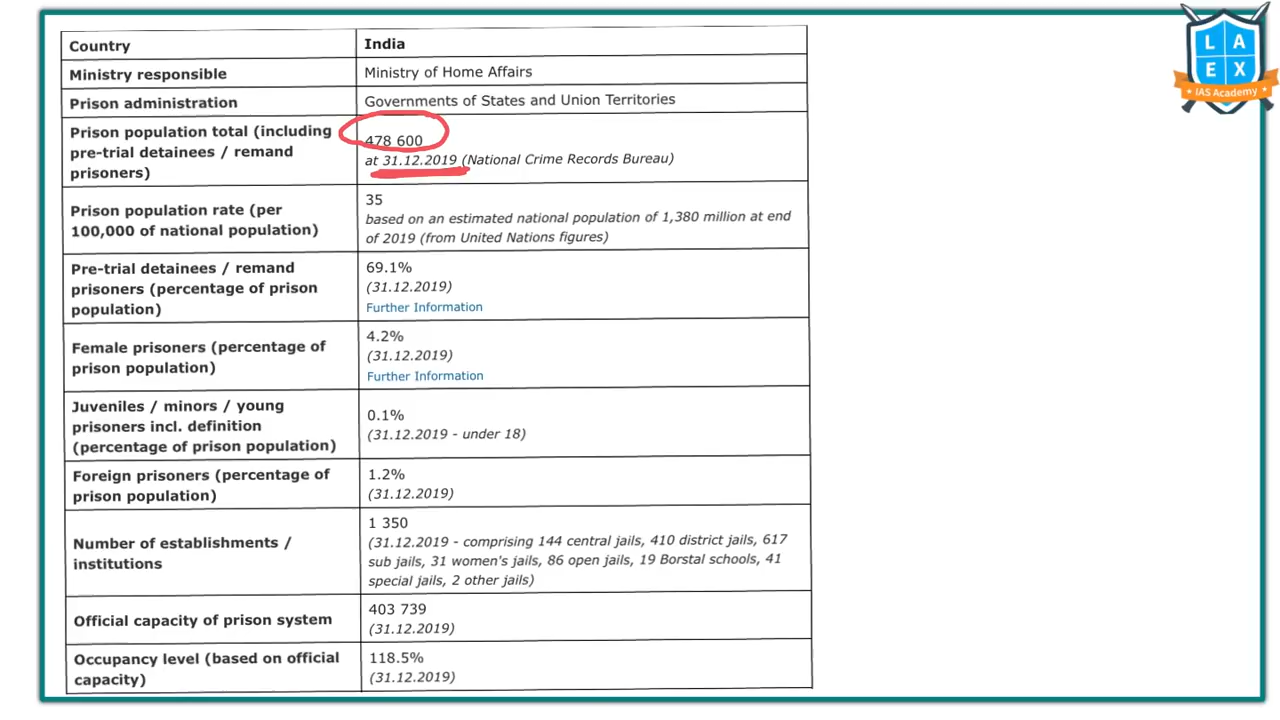 Country India
Ministry responsible Ministry of Home Affairs
Prison administration Governments of States and Union Territories
Prison population total (including
pre-trial detainees / remand
prisoners)
478 600
at 31.12.2019 (National Crime Records Bureau)
Prison population rate (per
100,000 of national population)
35
based on an estimated national population of 1,380 million at end
of 2019 (from United Nations figures)
Pre-trial detainees / remand
prisoners (percentage of prison
population)
69.1%
(31.12.2019)
Further Information
Female prisoners (percentage of
prison population)
4.2%
(31.12.2019)
Further Information
Juveniles / minors / young
prisoners incl. definition
(percentage of prison population)
0.1%
(31.12.2019 - under 18)
Foreign prisoners (percentage of
prison population)
1.2%
(31.12.2019)
Number of establishments /
institutions
1 350
(31.12.2019 - comprising 144 central jails, 410 district jails, 617
sub jails, 31 women's jails, 86 open jails, 19 Borstal schools, 41
special jails, 2 other jails)
Official capacity of prison system
403 739
(31.12.2019)
Occupancy level (based on official
capacity)
118.5%
(31.12.2019)
L A
E X
IAS Academy